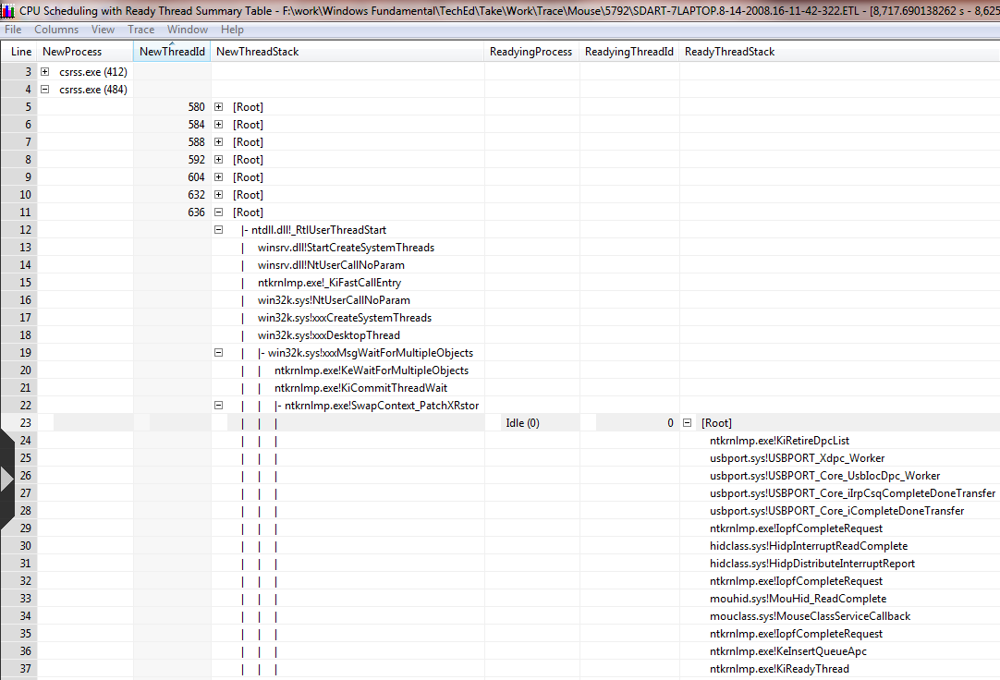 CPU Scheduling with Ready Thread Summary Table - F:\work\Windows Fundamental\TechEd\Take\Work\Trace\Mouse\5792\SDART-7LAPTOP.8-14-2008.16-11-42-322.ETL - [8,717.690138262 s - 8,625
File Columns View Trace Window Help
Line NewProcess NewThreadId NewThreadStack ReadyingProcess ReadyingThreadId ReadyThreadStack
3 csrss.exe (412)
4 csrss.exe (484)
5 580 [Root]
6 584 [Root]
7 588 [Root]
8 592 [Root]
9 604 [Root]
10 632 [Root]
11 636 [Root]
12 |- ntdll.dll!_RtlUserThreadStart
13 | winsrv.dll!StartCreateSystemThreads
14 | winsrv.dll!NtUserCallNoParam
15 | ntkrnlmp.exe!_KiFastCallEntry
16 | win32k.sys!NtUserCallNoParam
17 | win32k.sys!xxxCreateSystemThreads
18 | win32k.sys!xxxDesktopThread
19 | |- win32k.sys!xxxMsgWaitForMultipleObjects
20 | | ntkrnlmp.exe!KeWaitForMultipleObjects
21 | | ntkrnlmp.exe!KiCommitThreadWait
22 | | |- ntkrnlmp.exe!SwapContext_PatchXRstor
23 | | | Idle (0) 0 [Root]
24 | | | ntkrnlmp.exe!KiRetireDpcList
25 | | | usbport.sys!USBPORT_Xdpc_Worker
26 | | | usbport.sys!USBPORT_Core_UsbIocDpc_Worker
27 | | | usbport.sys!USBPORT_Core_iIrpCsqCompleteDoneTransfer
28 | | | usbport.sys!USBPORT_Core_iCompleteDoneTransfer
29 | | | ntkrnlmp.exe!IopfCompleteRequest
30 | | | hidclass.sys!HidpInterruptReadComplete
31 | | | hidclass.sys!HidpDistributeInterruptReport
32 | | | ntkrnlmp.exe!IopfCompleteRequest
33 | | | mouhid.sys!MouHid_ReadComplete
34 | | | mouclass.sys!MouseClassServiceCallback
35 | | | ntkrnlmp.exe!IopfCompleteRequest
36 | | | ntkrnlmp.exe!KeInsertQueueApc
37 | | | ntkrnlmp.exe!KiReadyThread